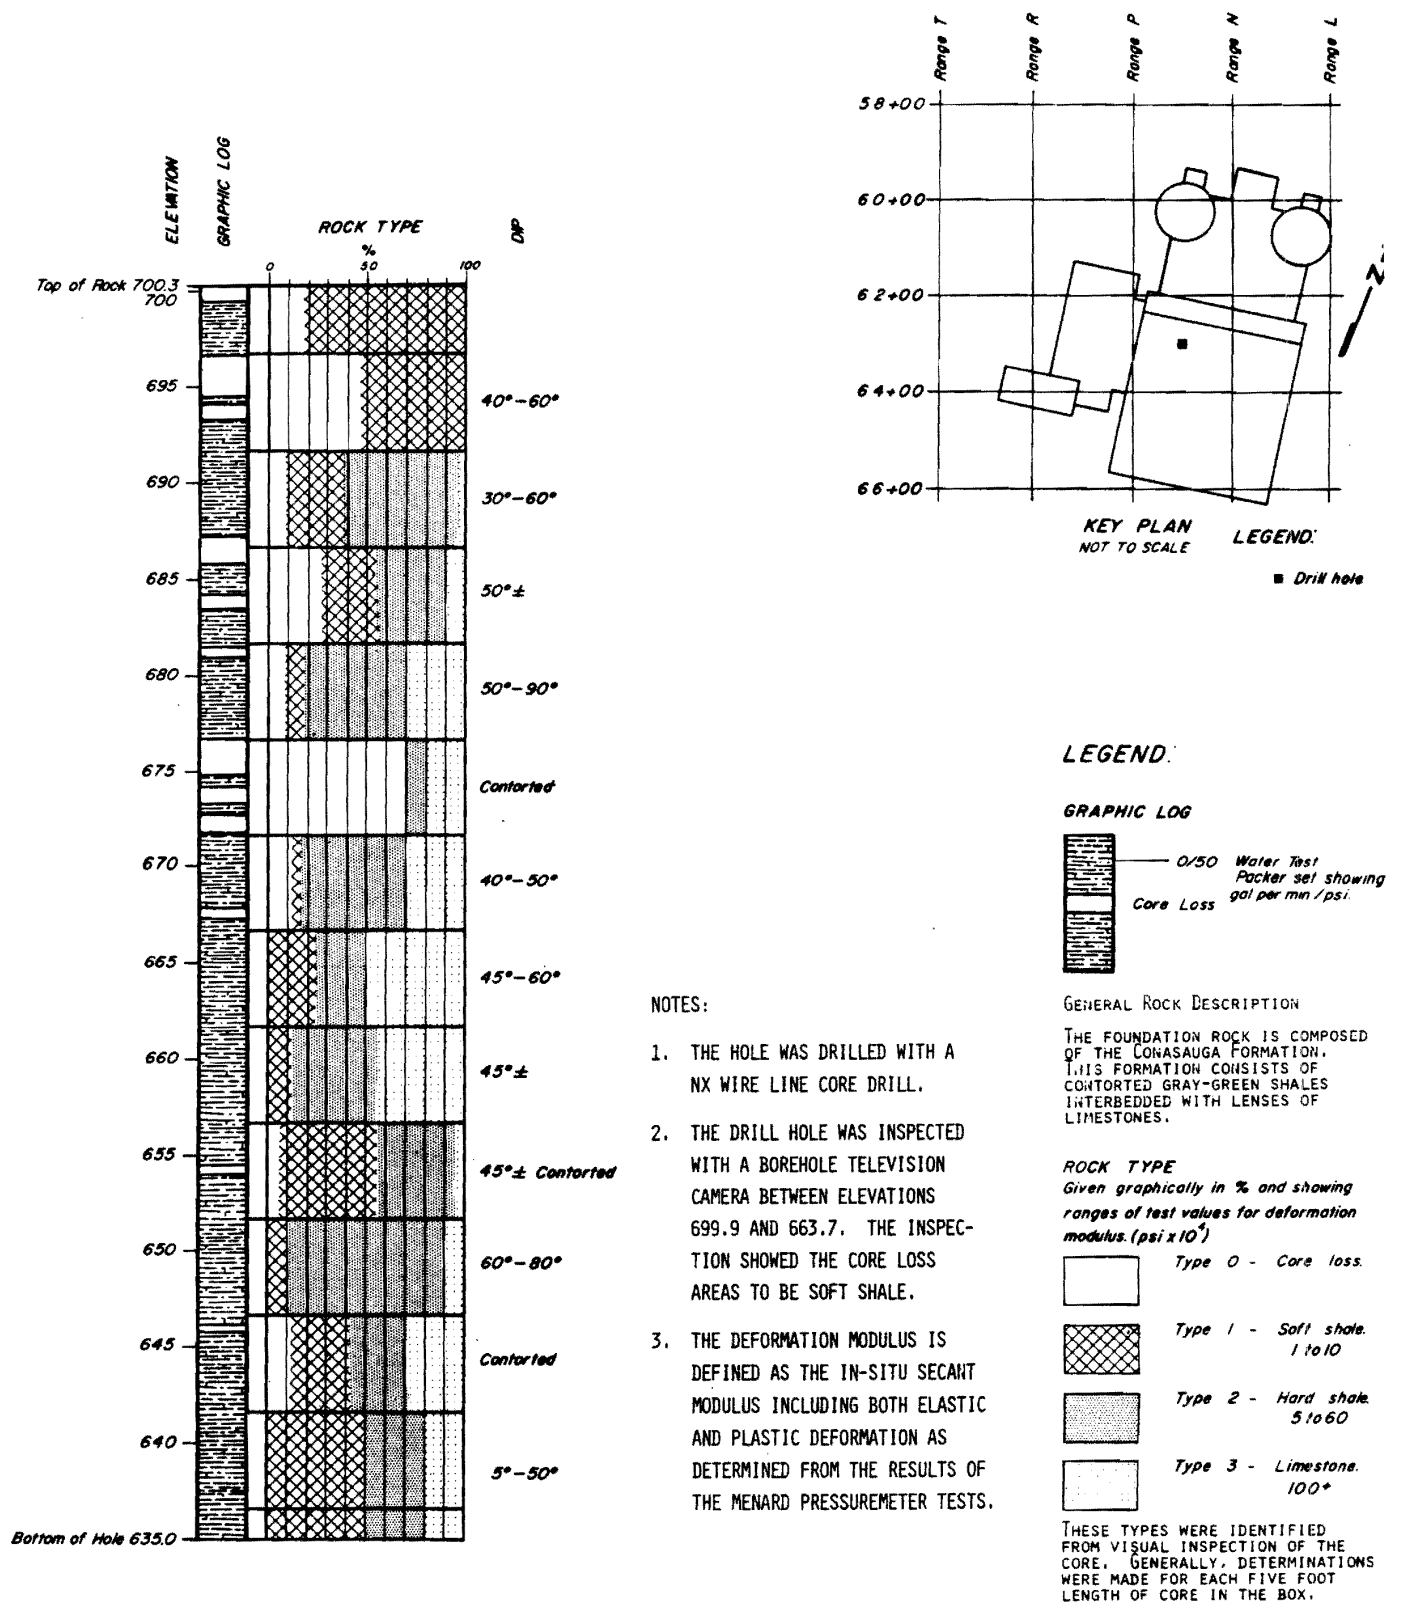 Range T
Range R
Range P
Range N
Range L
58+00
60+00
62+00
64+00
66+00
KEY PLAN
NOT TO SCALE
LEGEND:
■ Drill hole
ELEVATION
GRAPHIC LOG
ROCK TYPE
%
0 50 100
DIP
Top of Rock 700.3
700
695
40°-60°
690
30°-60°
685
50°±
680
50°-90°
675
Contorted
670
40°-50°
665
45°-60°
660
45°±
655
45°± Contorted
650
60°-80°
645
Contorted
640
5°-50°
Bottom of Hole 635.0
NOTES:
1. THE HOLE WAS DRILLED WITH A
NX WIRE LINE CORE DRILL.
2. THE DRILL HOLE WAS INSPECTED
WITH A BOREHOLE TELEVISION
CAMERA BETWEEN ELEVATIONS
699.9 AND 663.7. THE INSPEC-
TION SHOWED THE CORE LOSS
AREAS TO BE SOFT SHALE.
3. THE DEFORMATION MODULUS IS
DEFINED AS THE IN-SITU SECANT
MODULUS INCLUDING BOTH ELASTIC
AND PLASTIC DEFORMATION AS
DETERMINED FROM THE RESULTS OF
THE MENARD PRESSUREMETER TESTS.
LEGEND:
GRAPHIC LOG
0/50 Water Test
Packer set showing
gal per min/psi.
Core Loss
GENERAL ROCK DESCRIPTION
THE FOUNDATION ROCK IS COMPOSED
OF THE CONASAUGA FORMATION.
THIS FORMATION CONSISTS OF
CONTORTED GRAY-GREEN SHALES
INTERBEDDED WITH LENSES OF
LIMESTONES.
ROCK TYPE
Given graphically in % and showing
ranges of test values for deformation
modulus. (psi x 10⁴)
Type 0 - Core loss.
Type 1 - Soft shale.
1 to 10
Type 2 - Hard shale.
5 to 60
Type 3 - Limestone.
100+
THESE TYPES WERE IDENTIFIED
FROM VISUAL INSPECTION OF THE
CORE. GENERALLY, DETERMINATIONS
WERE MADE FOR EACH FIVE FOOT
LENGTH OF CORE IN THE BOX.